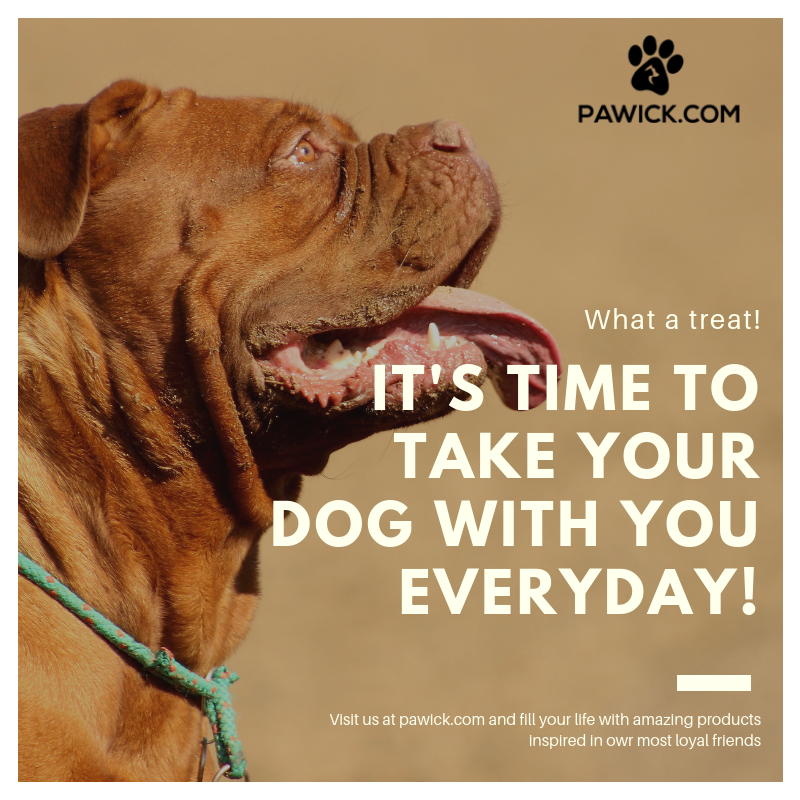 PAWICK.COM
What a treat!
IT'S TIME TO
TAKE YOUR
DOG WITH YOU
EVERYDAY!
Visit us at pawick.com and fill your life with amazing products
inspired in owr most loyal friends